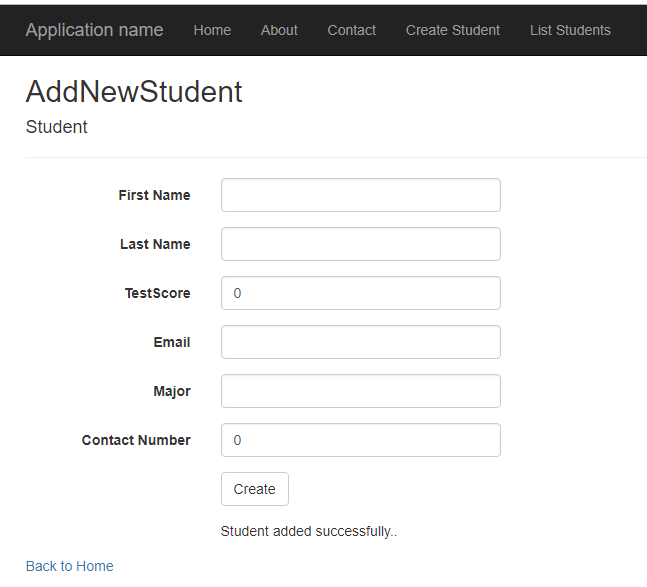 Application name Home About Contact Create Student List Students
AddNewStudent
Student
First Name
Last Name
TestScore 0
Email
Major
Contact Number 0
Create
Student added successfully..
Back to Home